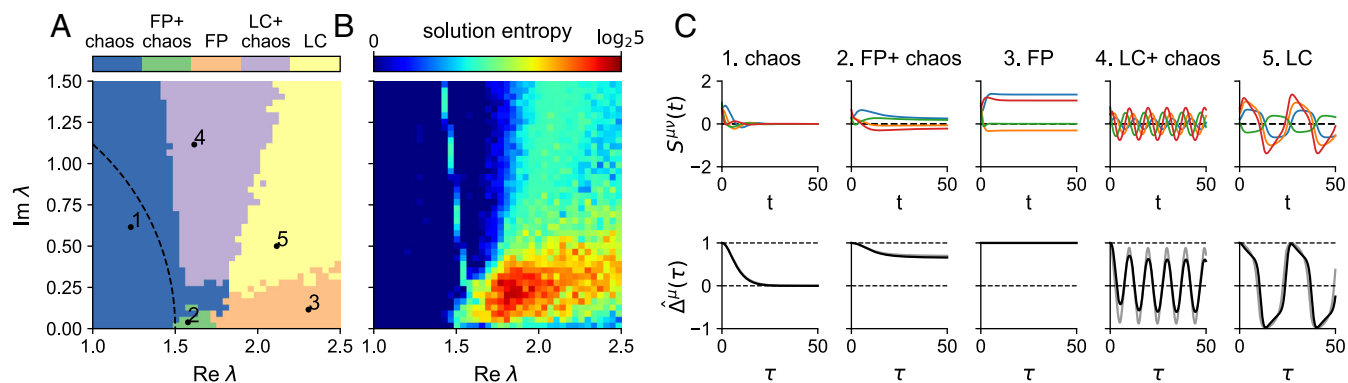 A
FP+ LC+
chaos chaos FP chaos LC
B
solution entropy
0 log₂5
C
1. chaos 2. FP+ chaos 3. FP 4. LC+ chaos 5. LC
1.50
1.25
1.00
0.75
0.50
0.25
0.00
Im λ
4
1
5
2
3
1.0 1.5 2.0 2.5
Re λ
1.0 1.5 2.0 2.5
Re λ
S^{μν}(t)
2
0
−2
0 50
t
0 50
t
0 50
t
0 50
t
0 50
t
Δ̂^μ(τ)
1
0
−1
0 50
τ
0 50
τ
0 50
τ
0 50
τ
0 50
τ